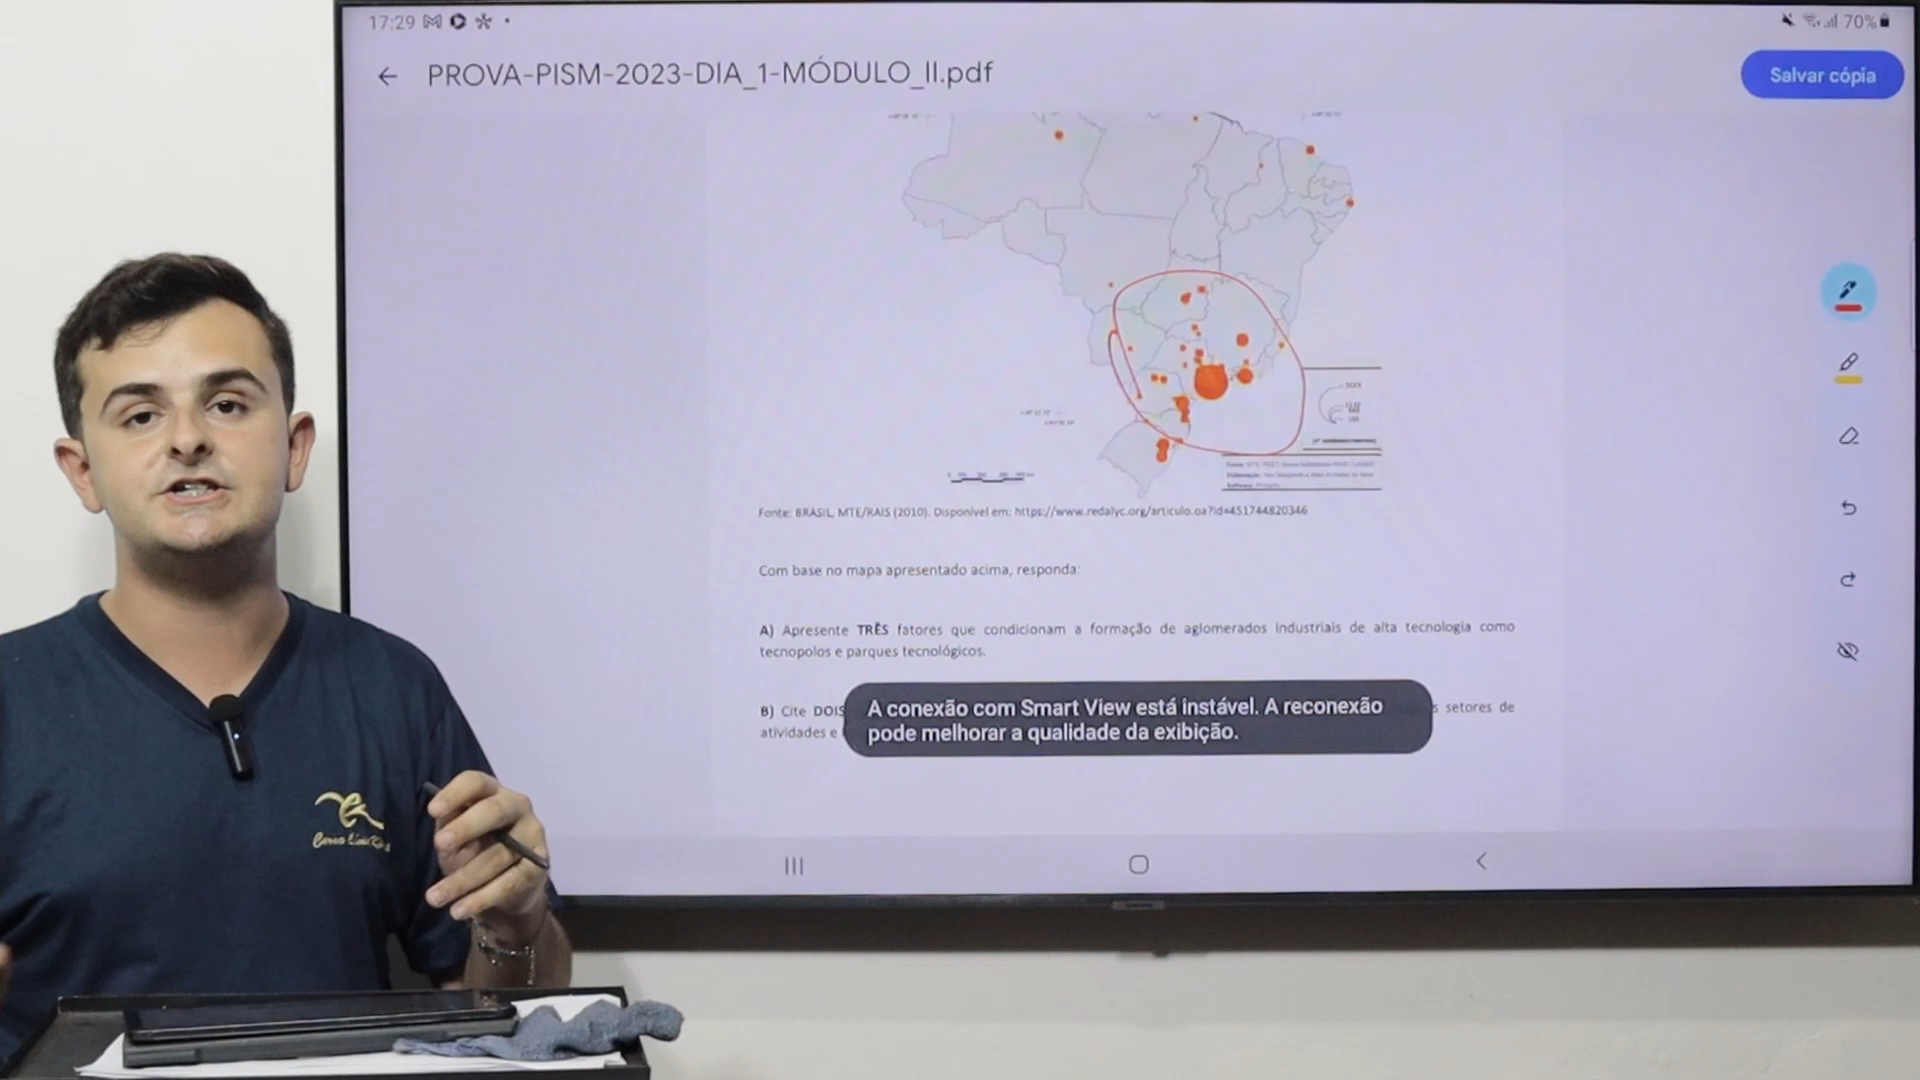 17:29
70%
PROVA-PISM-2023-DIA_1-MÓDULO_II.pdf
Salvar cópia
Fonte: BRASIL, MTE/RAIS (2010). Disponível em: https://www.redalyc.org/articulo.oa?id=451744820346
Com base no mapa apresentado acima, responda:
A) Apresente TRÊS fatores que condicionam a formação de aglomerados industriais de alta tecnologia como
tecnopolos e parques tecnológicos.
B) Cite DOIS
setores de
atividades e
A conexão com Smart View está instável. A reconexão
pode melhorar a qualidade da exibição.